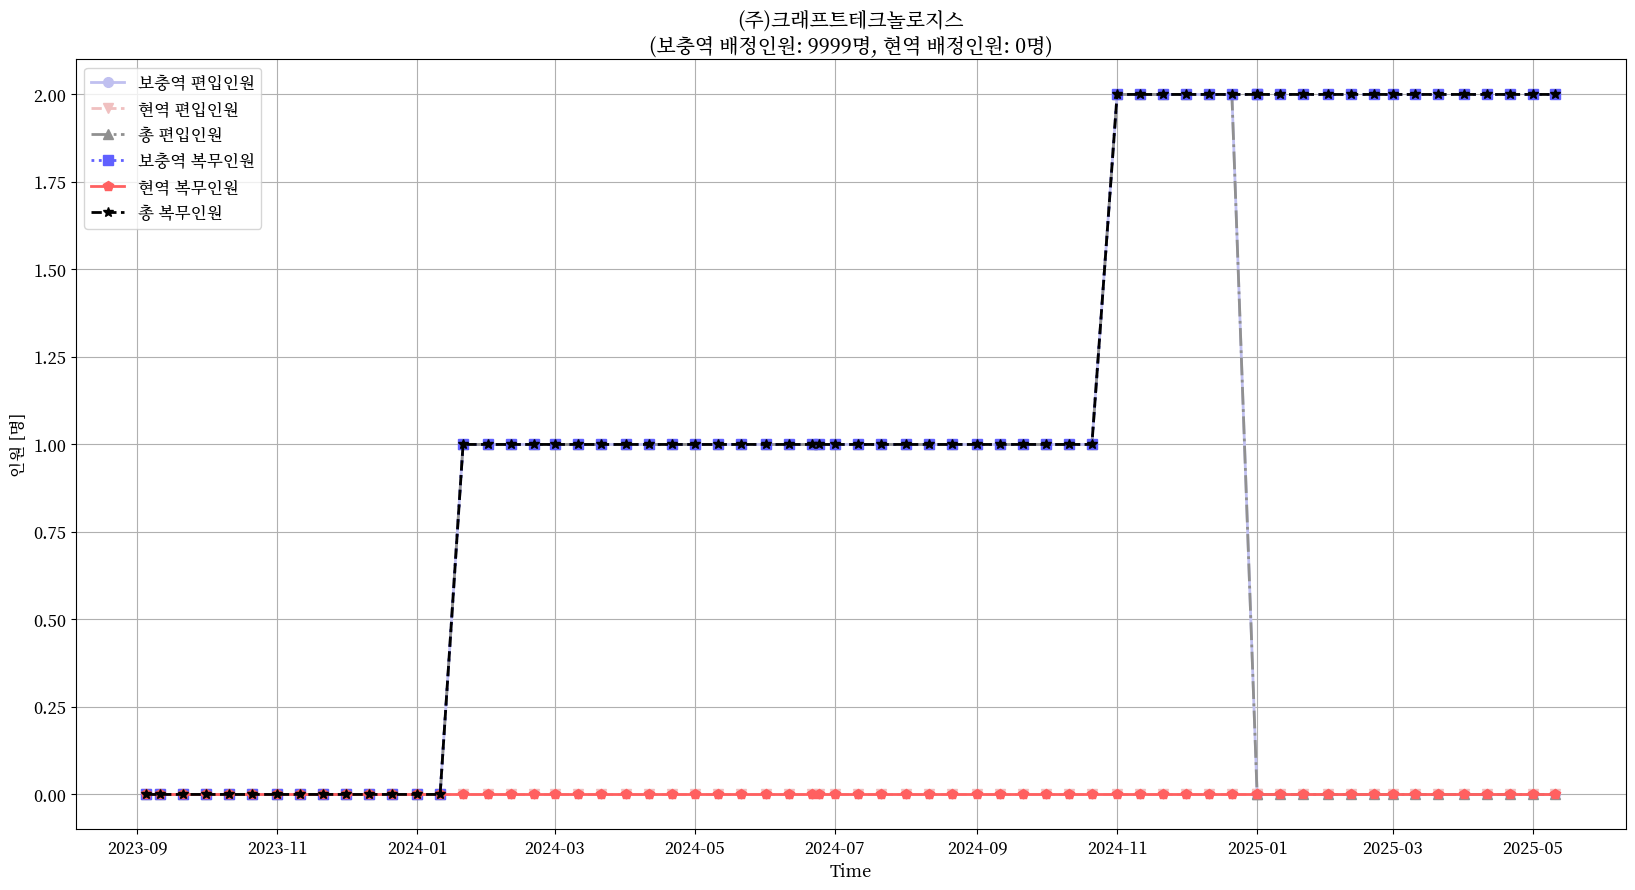 (주)크래프트테크놀로지스
(보충역 배정인원: 9999명, 현역 배정인원: 0명)
보충역 편입인원
현역 편입인원
총 편입인원
보충역 복무인원
현역 복무인원
총 복무인원
인원 [명]
2.00
1.75
1.50
1.25
1.00
0.75
0.50
0.25
0.00
2023-09 2023-11 2024-01 2024-03 2024-05 2024-07 2024-09 2024-11 2025-01 2025-03 2025-05
Time